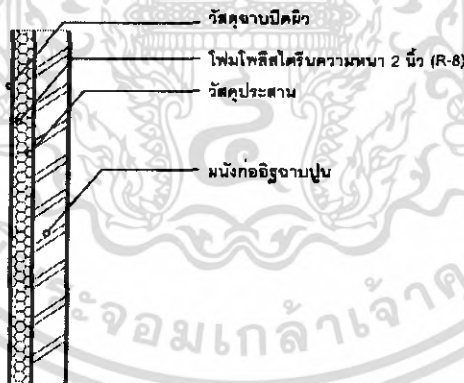 วัสดุฉาบปิดผิว
โฟมโพลีสไตรีนความหนา 2 นิ้ว (R-8)
วัสดุประสาน
ผนังก่ออิฐฉาบปูน
ะจอมเกล้าเจ้าค